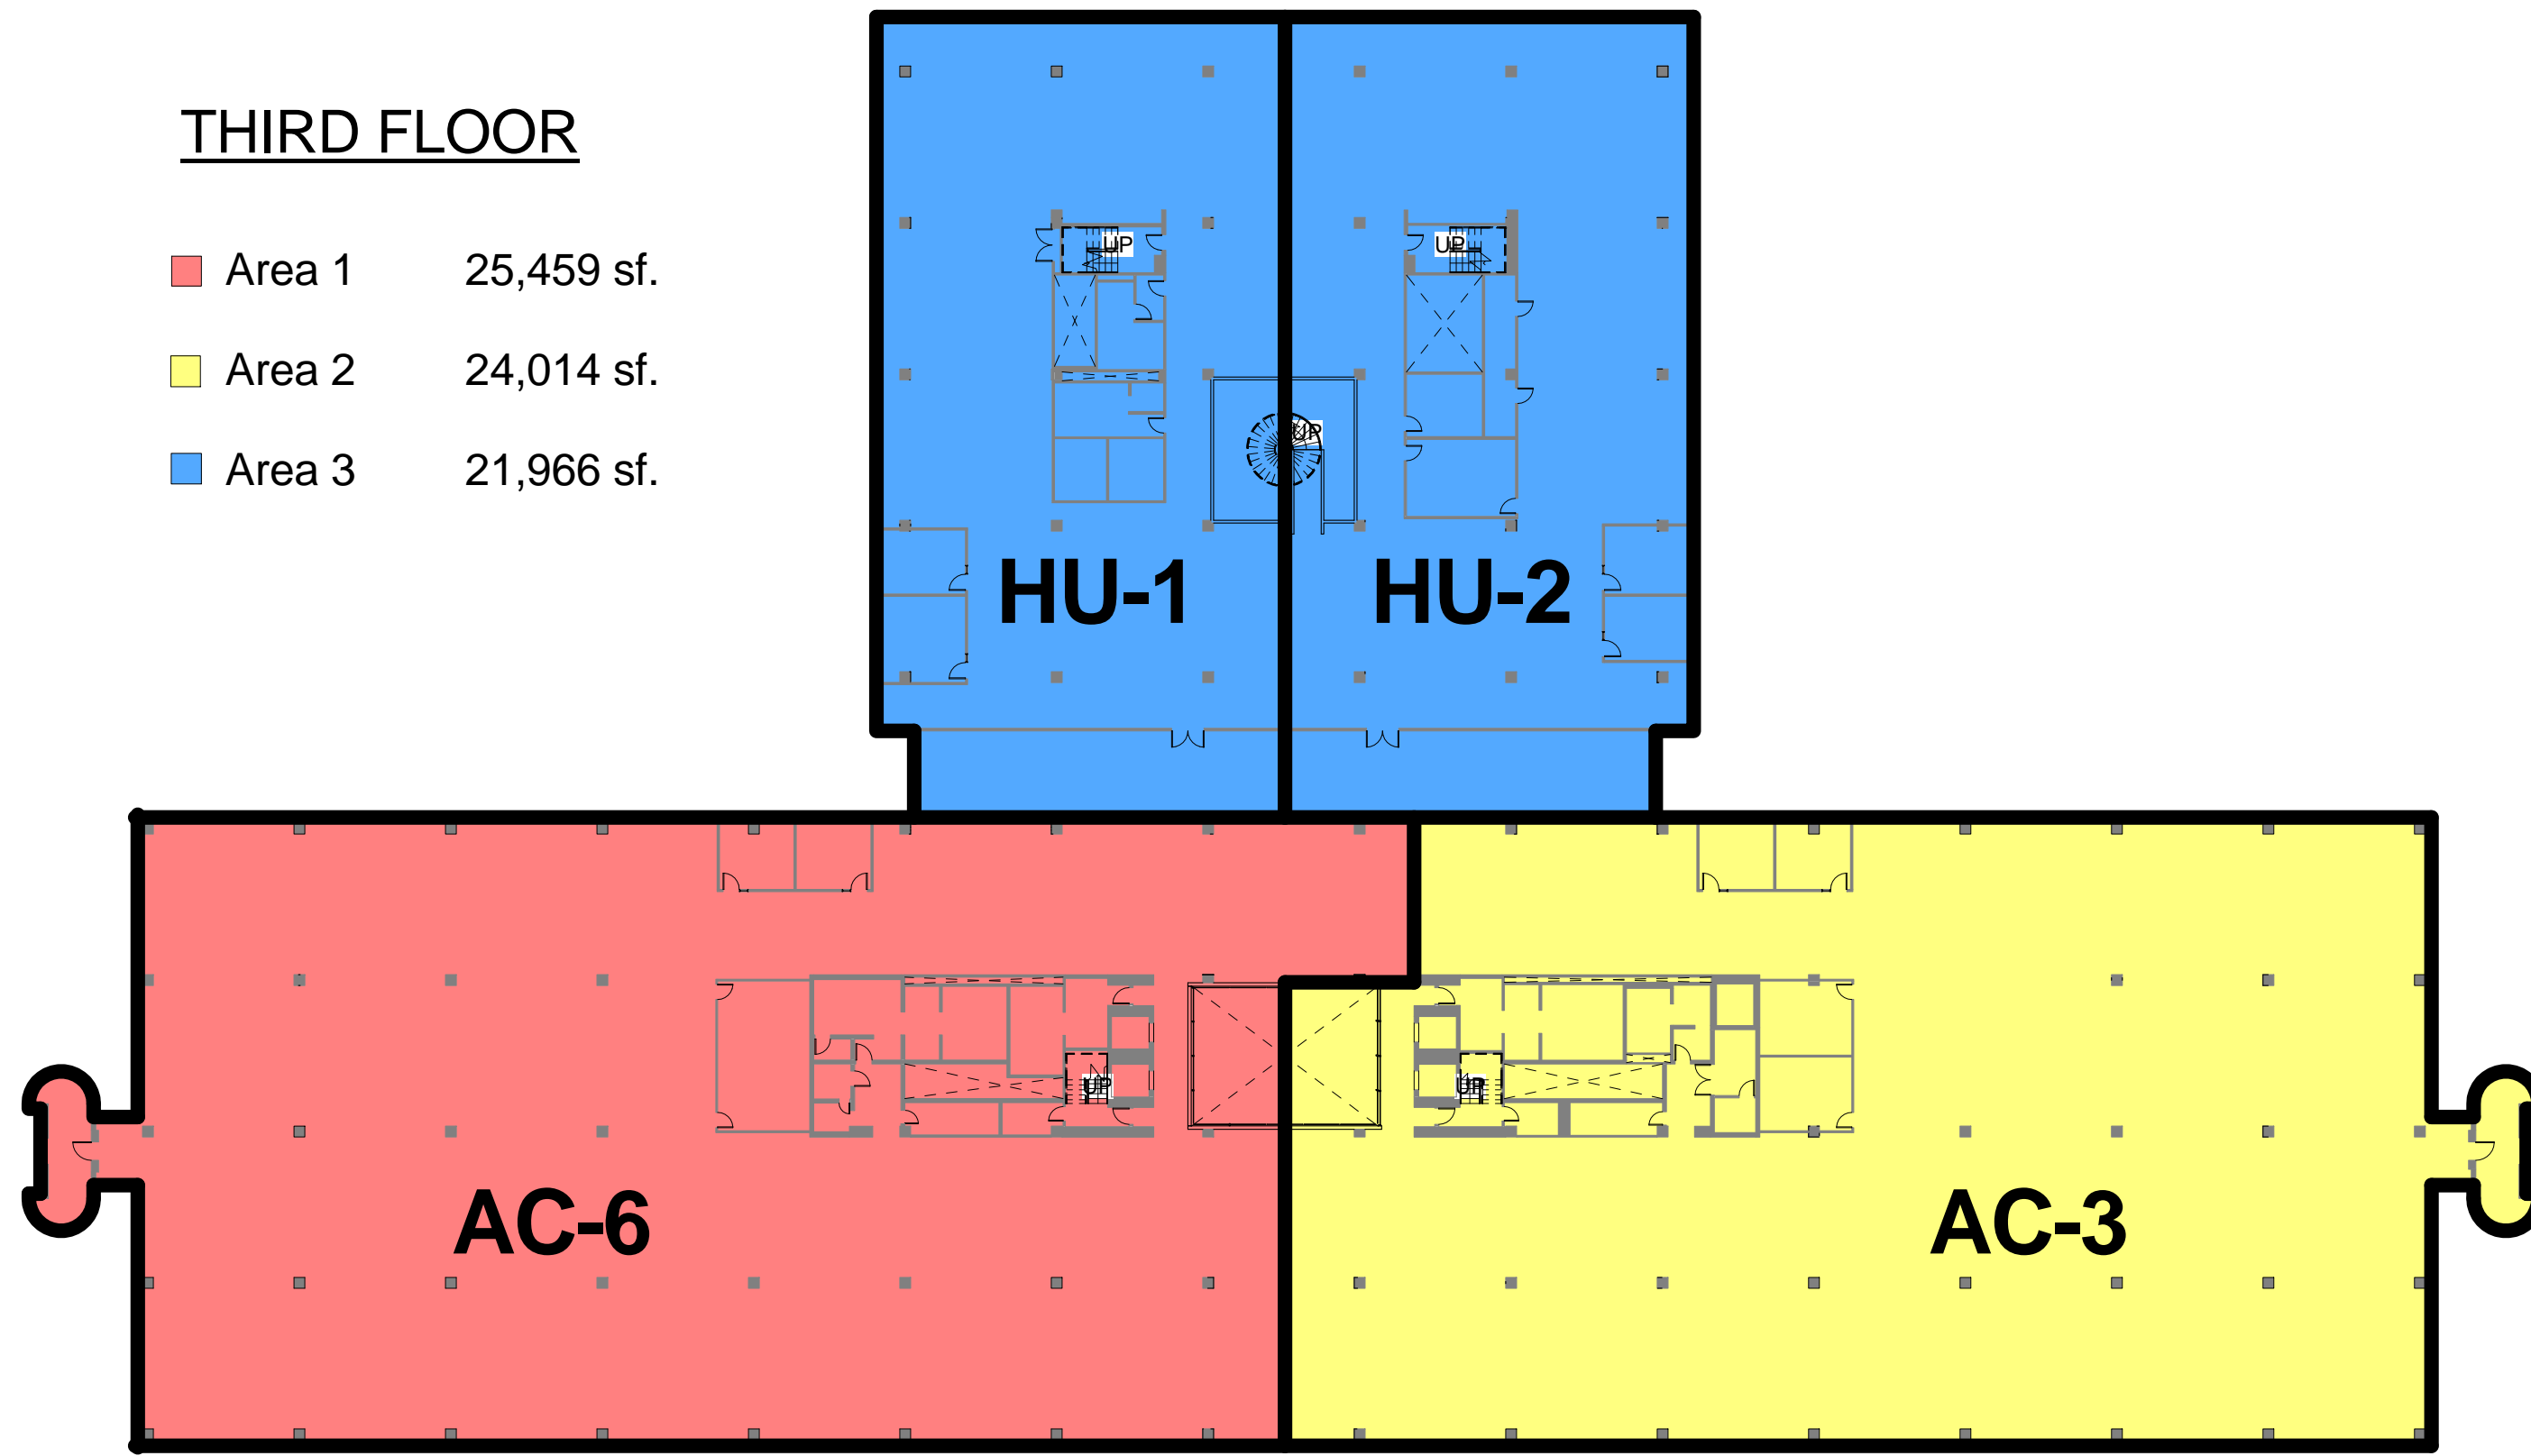 THIRD FLOOR
Area 1 25,459 sf.
Area 2 24,014 sf.
Area 3 21,966 sf.
UP
UP
UP
HU-1
HU-2
UP
UP
AC-6
AC-3